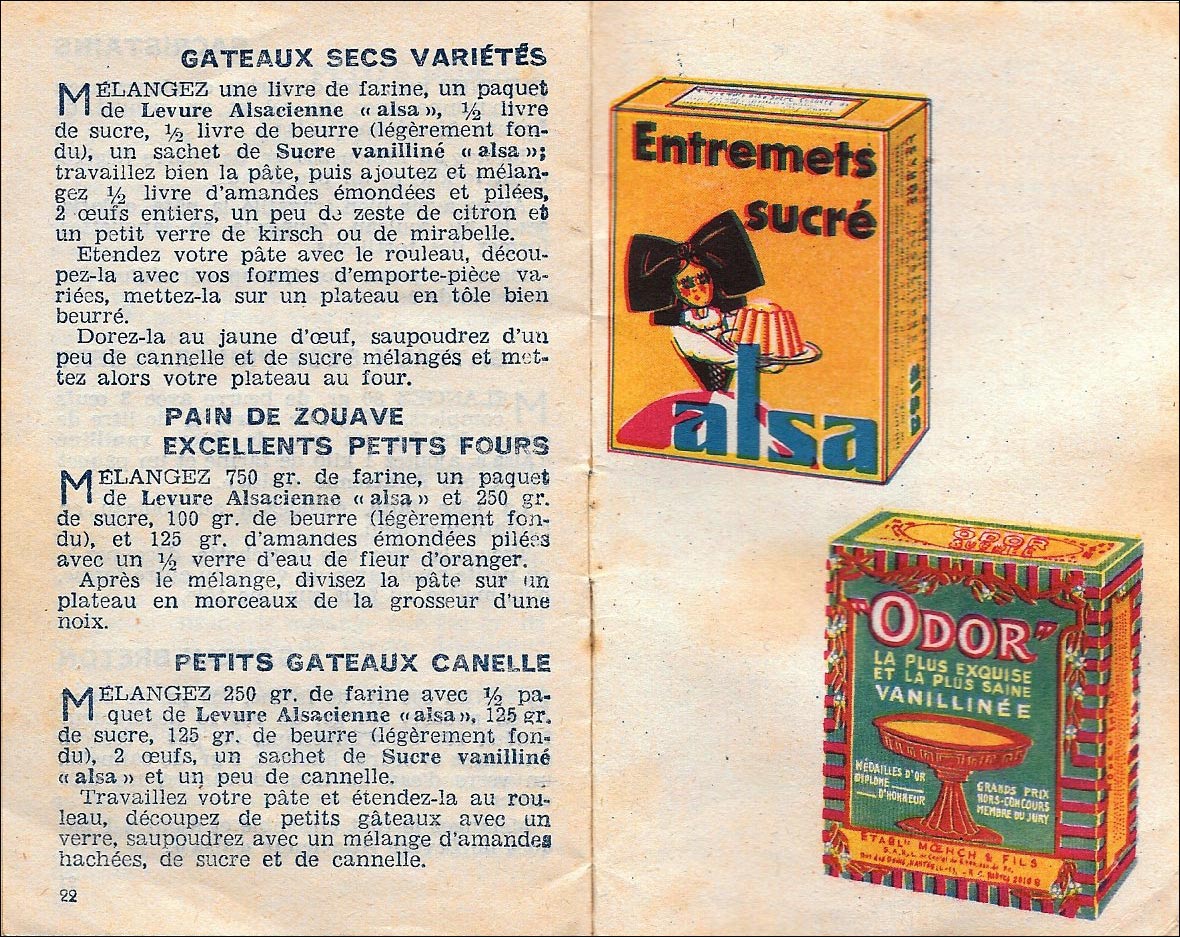 GATEAUX SECS VARIÉTÉS
MÉLANGEZ une livre de farine, un paquet
de Levure Alsacienne « alsa », ½ livre
de sucre, ½ livre de beurre (légèrement fon-
du), un sachet de Sucre vanilliné « alsa »;
travaillez bien la pâte, puis ajoutez et mélan-
gez ½ livre d'amandes émondées et pilées,
2 œufs entiers, un peu de zeste de citron et
un petit verre de kirsch ou de mirabelle.
Etendez votre pâte avec le rouleau, décou-
pez-la avec vos formes d'emporte-pièce va-
riées, mettez-la sur un plateau en tôle bien
beurré.
Dorez-la au jaune d'œuf, saupoudrez d'un
peu de cannelle et de sucre mélangés et met-
tez alors votre plateau au four.
PAIN DE ZOUAVE
EXCELLENTS PETITS FOURS
MÉLANGEZ 750 gr. de farine, un paquet
de Levure Alsacienne « alsa » et 250 gr.
de sucre, 100 gr. de beurre (légèrement fon-
du), et 125 gr. d'amandes émondées pilées
avec un ½ verre d'eau de fleur d'oranger.
Après le mélange, divisez la pâte sur un
plateau en morceaux de la grosseur d'une
noix.
PETITS GATEAUX CANELLE
MÉLANGEZ 250 gr. de farine avec ½ pa-
quet de Levure Alsacienne « alsa », 125 gr.
de sucre, 125 gr. de beurre (légèrement fon-
du), 2 œufs, un sachet de Sucre vanilliné
« alsa » et un peu de cannelle.
Travaillez votre pâte et étendez-la au rou-
leau, découpez de petits gâteaux avec un
verre, saupoudrez avec un mélange d'amandes
hachées, de sucre et de cannelle.
22
Entremets
sucré
alsa
alsa
ODOR
"ODOR"
LA PLUS EXQUISE
ET LA PLUS SAINE
VANILLINÉE
MÉDAILLES D'OR
DIPLOME
D'HONNEUR
GRANDS PRIX
HORS-CONCOURS
MEMBRE DU JURY
ETABL. MŒNCH & FILS